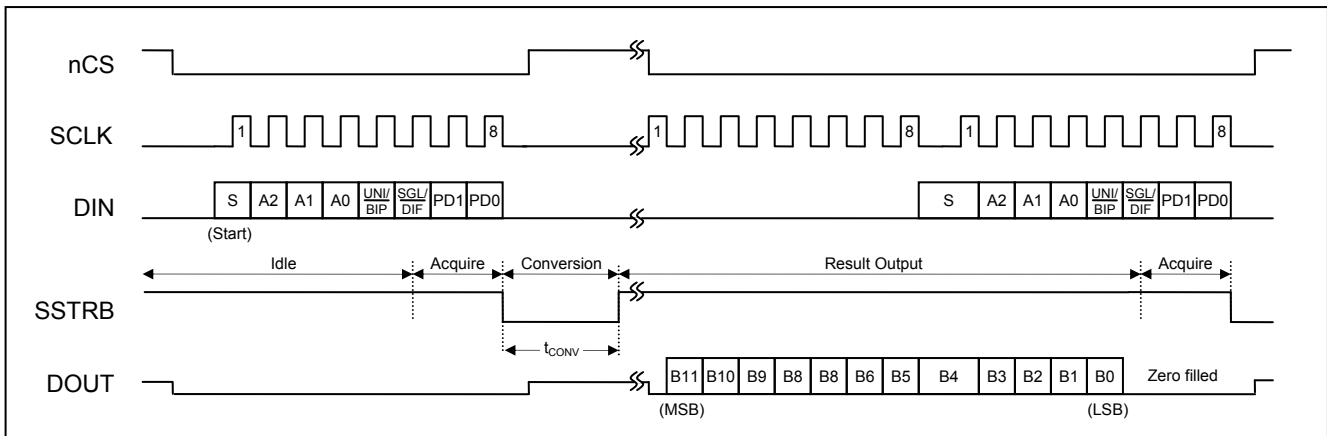 nCS
SCLK 1 8 1 8 1 8
DIN S A2 A1 A0 UNI/BIP SGL/DIF PD1 PD0 S A2 A1 A0 UNI/BIP SGL/DIF PD1 PD0
(Start)
Idle Acquire Conversion Result Output Acquire
SSTRB
tCONV
DOUT B11 B10 B9 B8 B8 B6 B5 B4 B3 B2 B1 B0 Zero filled
(MSB) (LSB)